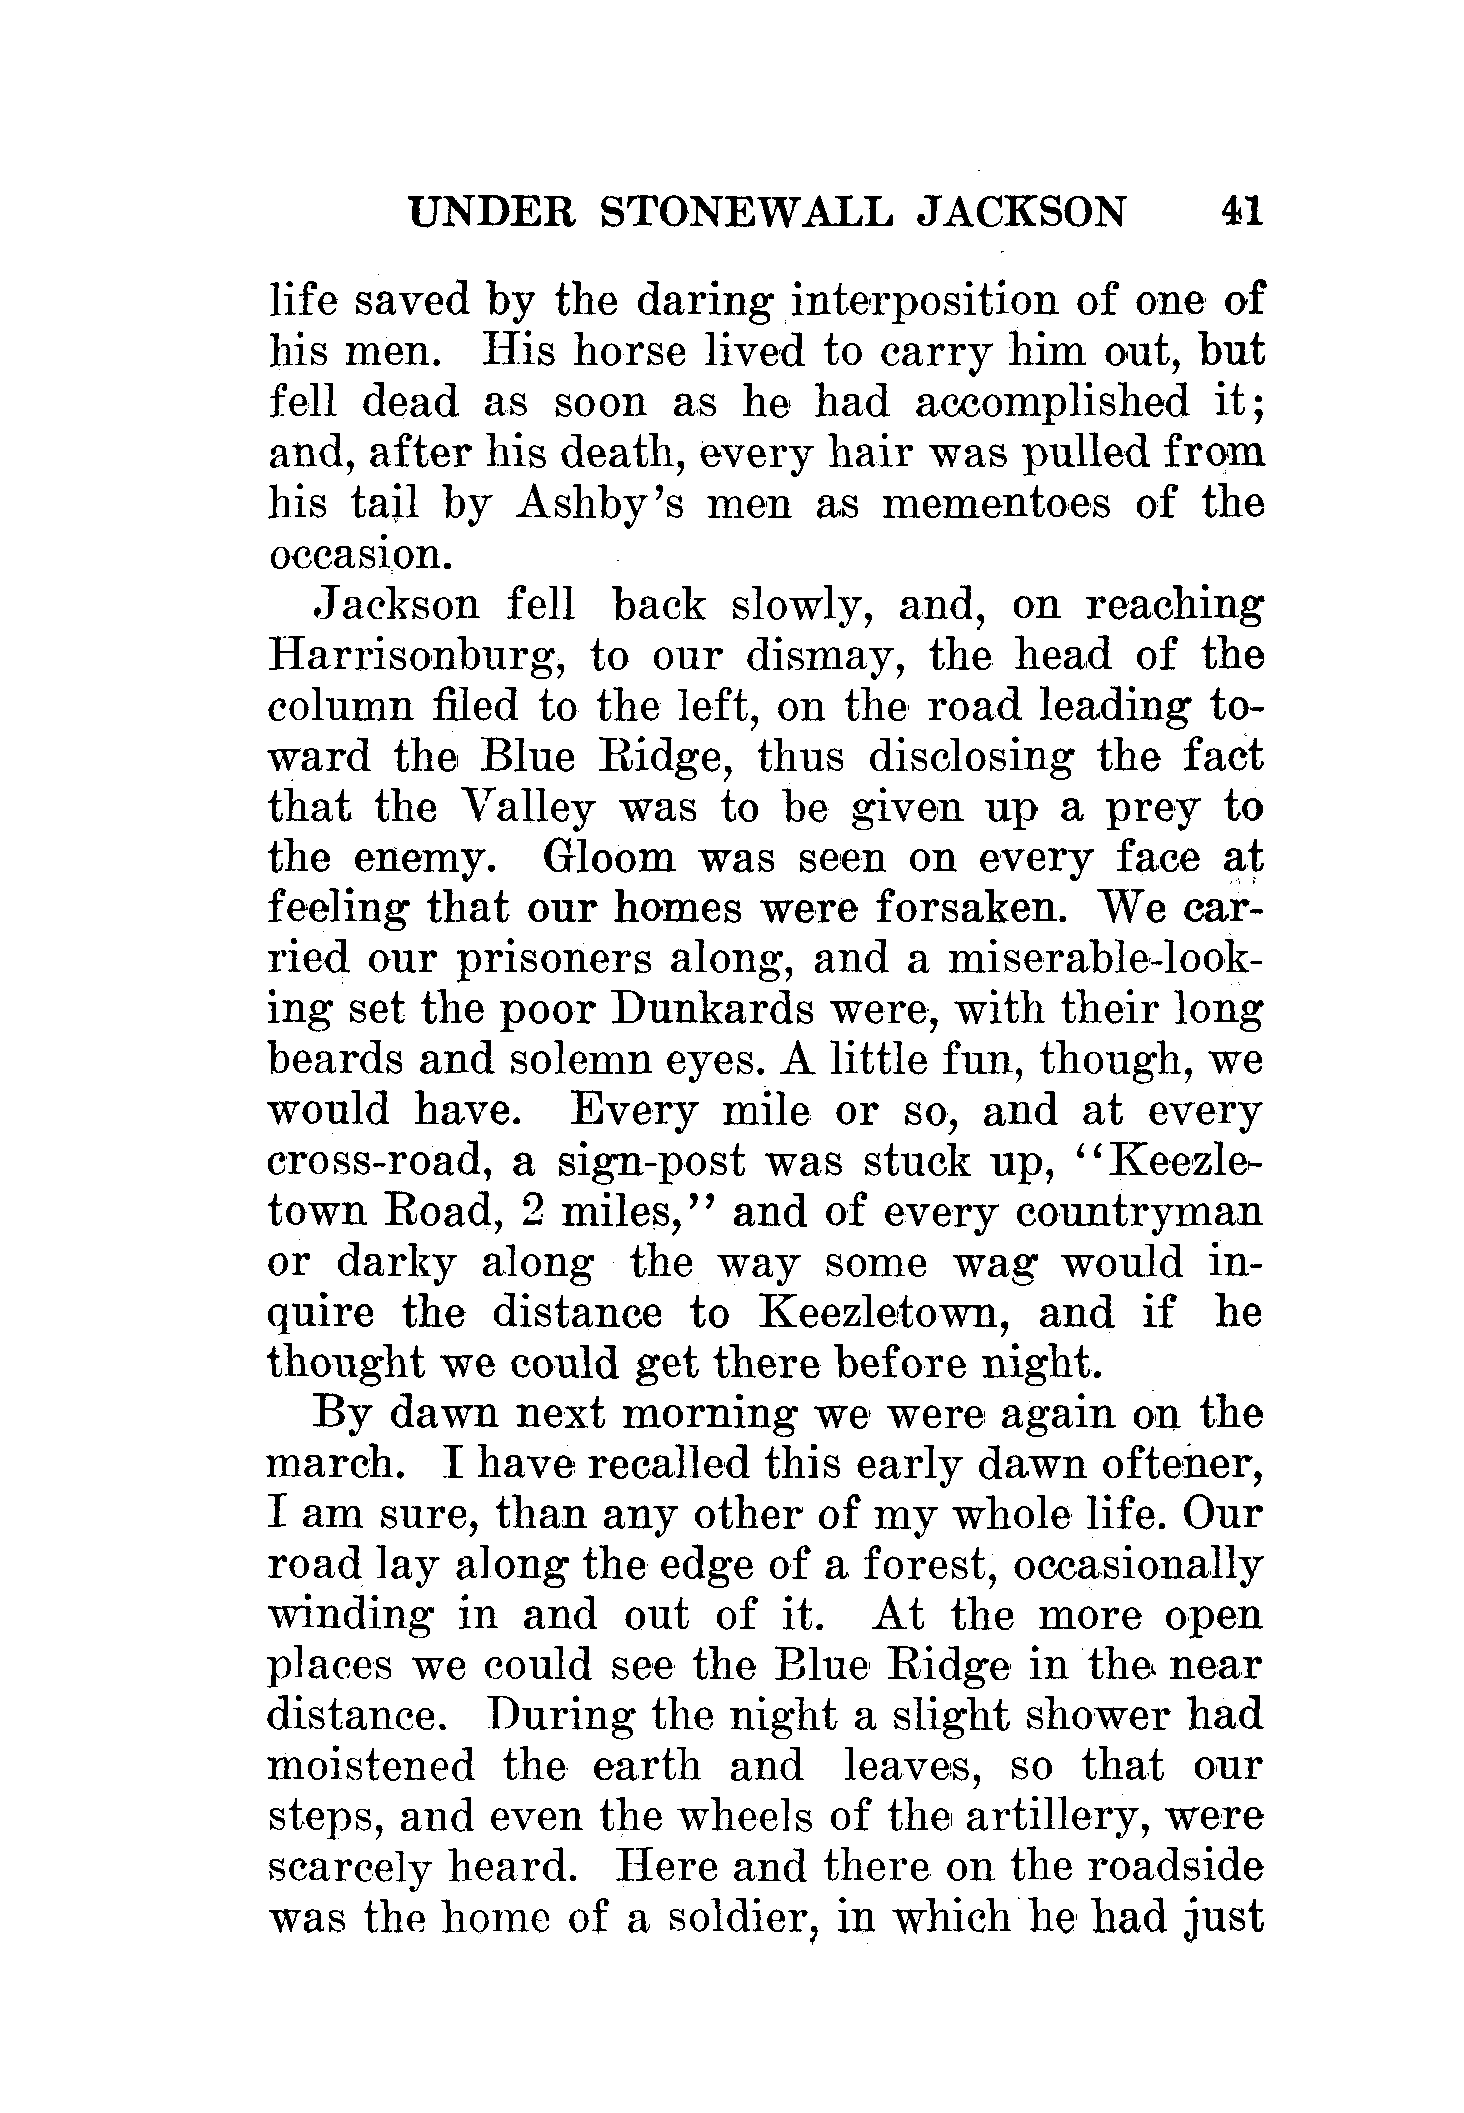 UNDER STONEWALL JACKSON 41
life saved by the daring interposition of one of
his men. His horse lived to carry him out, but
fell dead as soon as he had accomplished it;
and, after his death, every hair was pulled from
his tail by Ashby's men as mementoes of the
occasion.
Jackson fell back slowly, and, on reaching
Harrisonburg, to our dismay, the head of the
column filed to the left, on the road leading to-
ward the Blue Ridge, thus disclosing the fact
that the Valley was to be given up a prey to
the enemy. Gloom was seen on every face at
feeling that our homes were forsaken. We car-
ried our prisoners along, and a miserable-look-
ing set the poor Dunkards were, with their long
beards and solemn eyes. A little fun, though, we
would have. Every mile or so, and at every
cross-road, a sign-post was stuck up, "Keezle-
town Road, 2 miles," and of every countryman
or darky along the way some wag would in-
quire the distance to Keezletown, and if he
thought we could get there before night.
By dawn next morning we were again on the
march. I have recalled this early dawn oftener,
I am sure, than any other of my whole life. Our
road lay along the edge of a forest, occasionally
winding in and out of it. At the more open
places we could see the Blue Ridge in the near
distance. During the night a slight shower had
moistened the earth and leaves, so that our
steps, and even the wheels of the artillery, were
scarcely heard. Here and there on the roadside
was the home of a soldier, in which he had just